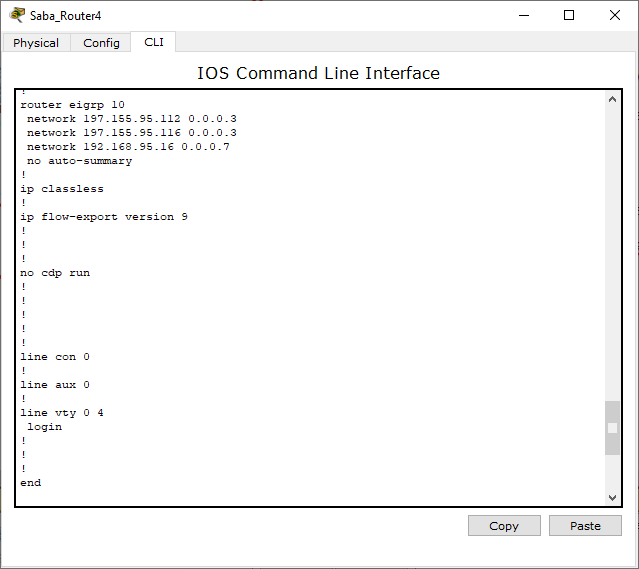 Saba_Router4
Physical Config CLI
IOS Command Line Interface
!
router eigrp 10
 network 197.155.95.112 0.0.0.3
 network 197.155.95.116 0.0.0.3
 network 192.168.95.16 0.0.0.7
 no auto-summary
!
ip classless
!
ip flow-export version 9
!
!
!
no cdp run
!
!
!
!
!
line con 0
!
line aux 0
!
line vty 0 4
 login
!
!
!
end
Copy Paste